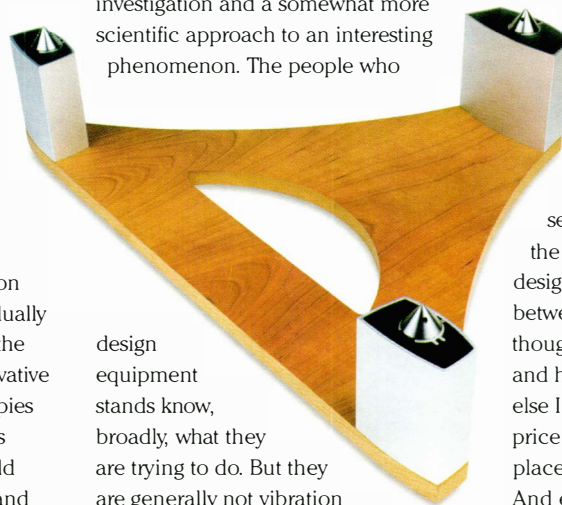 on
dually
the
vative
pies
s
ld
and
investigation and a somewhat more
scientific approach to an interesting
phenomenon. The people who
design
equipment
stands know,
broadly, what they
are trying to do. But they
are generally not vibration
se
the
desig
betwe
thoug
and h
else I
price
place
And e